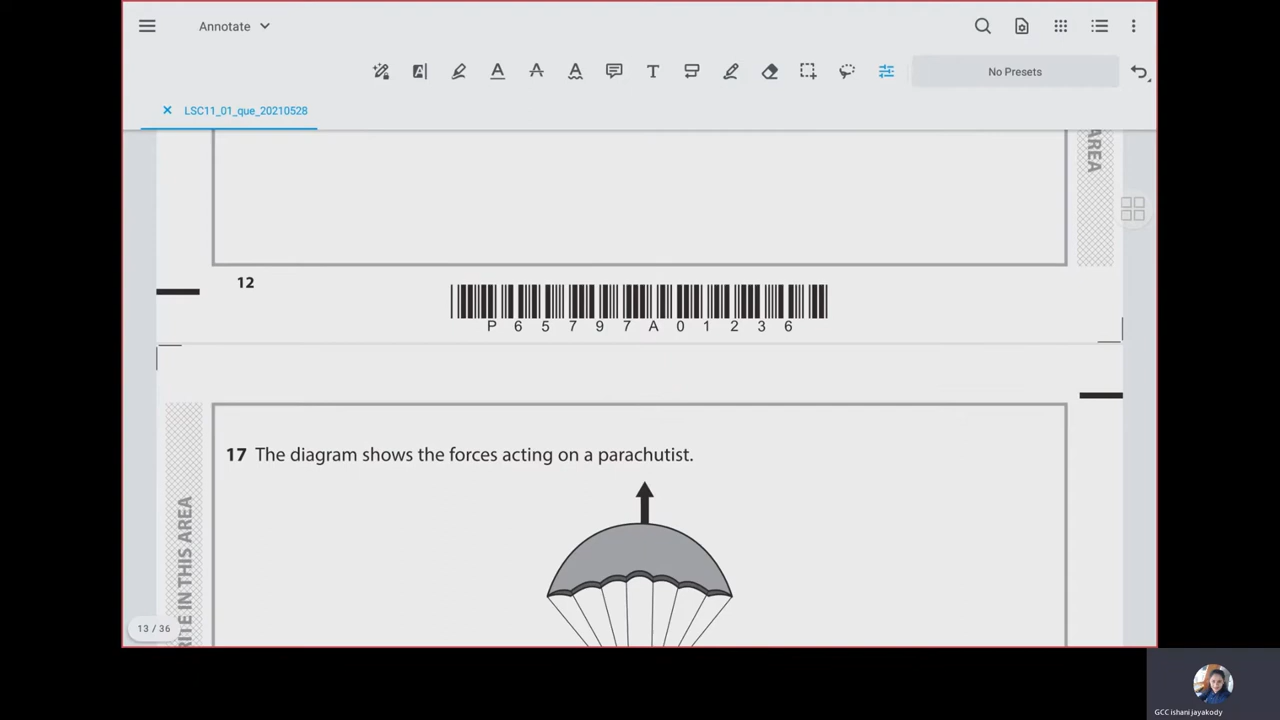 Annotate
No Presets
LSC11_01_que_20210528
AREA
12
P 6 5 7 9 7 A 0 1 2 3 6
17 The diagram shows the forces acting on a parachutist.
RITE IN THIS AREA
13 / 36
GCC ishani jayakody